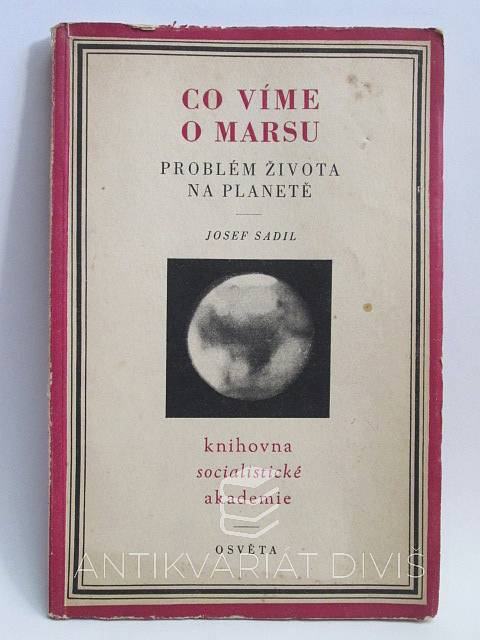 CO VÍME
O MARSU
PROBLÉM ŽIVOTA
NA PLANETĚ
JOSEF SADIL
knihovna
socialistické
akademie
OSVĚTA
ANTIKVARIÁT DIVIŠ